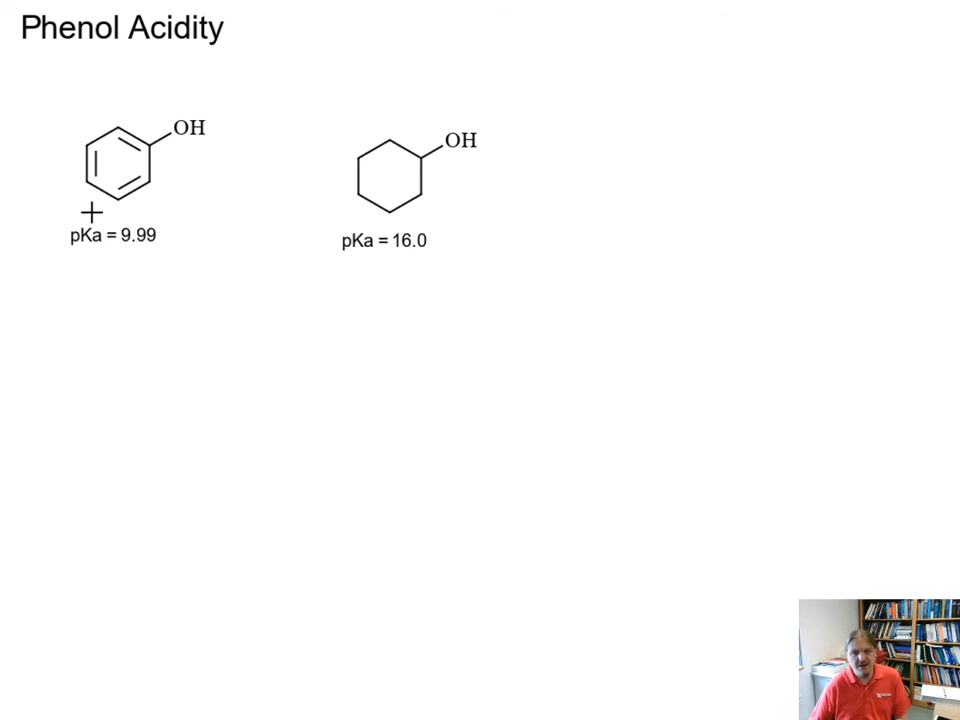 Phenol Acidity
OH
OH
pKa = 9.99
pKa = 16.0